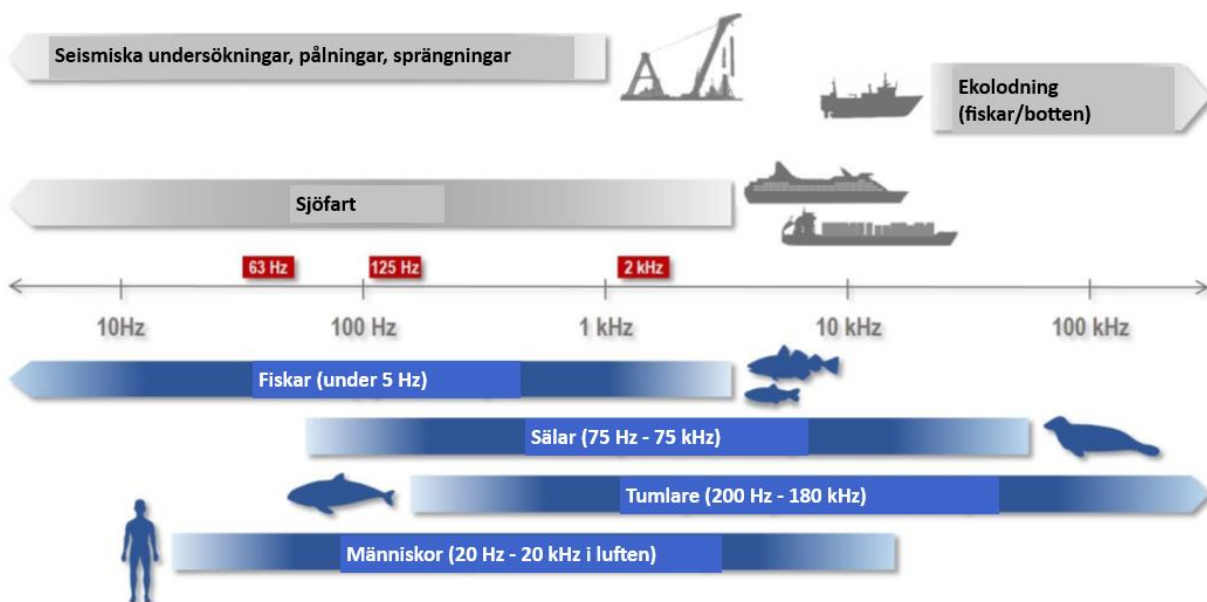 Seismiska undersökningar, pålningar, sprängningar
Ekolodning
(fiskar/botten)
Sjöfart
63 Hz
125 Hz
2 kHz
10Hz
100 Hz
1 kHz
10 kHz
100 kHz
Fiskar (under 5 Hz)
Sälar (75 Hz - 75 kHz)
Tumlare (200 Hz - 180 kHz)
Människor (20 Hz - 20 kHz i luften)